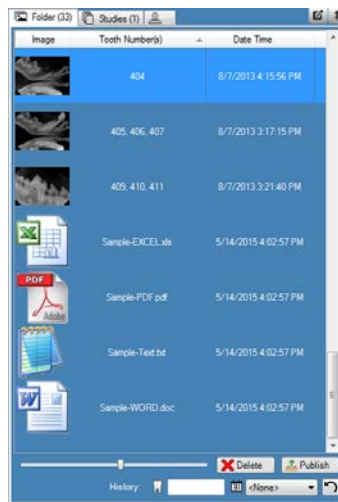 Folder (33) Studies (1)
Image Tooth Number(s) Date Time
404 8/7/2013 4:15:56 PM
405, 406, 407 8/7/2013 3:17:15 PM
409, 410, 411 8/7/2013 3:21:40 PM
Sample-EXCEL.xls 5/14/2015 4:02:57 PM
PDF Adobe Sample-PDF.pdf 5/14/2015 4:02:57 PM
Sample-Text.txt 5/14/2015 4:02:57 PM
W Sample-WORD.doc 5/14/2015 4:02:57 PM
Delete Publish
History: <None>